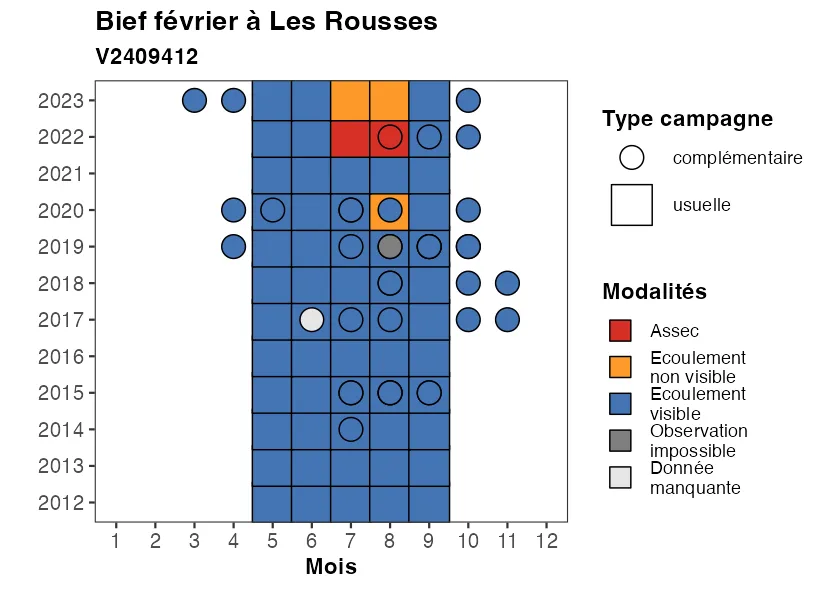 Bief février à Les Rousses
V2409412
2023
2022
2021
2020
2019
2018
2017
2016
2015
2014
2013
2012
1 2 3 4 5 6 7 8 9 10 11 12
Mois
Type campagne
complémentaire
usuelle
Modalités
Assec
Ecoulement
non visible
Ecoulement
visible
Observation
impossible
Donnée
manquante